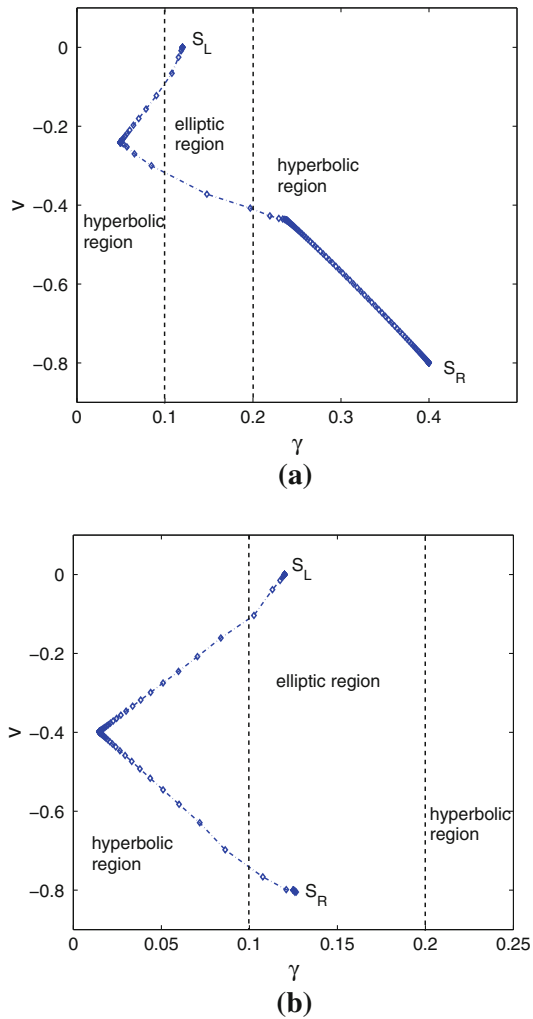 0
S_L
elliptic
region
−0.2
hyperbolic
region
−0.4
v
hyperbolic
region
−0.6
−0.8
S_R
0 0.1 0.2 0.3 0.4
γ
(a)
0
S_L
−0.2
elliptic region
v
−0.4
−0.6
hyperbolic
region
hyperbolic
region
−0.8
S_R
0 0.05 0.1 0.15 0.2 0.25
γ
(b)